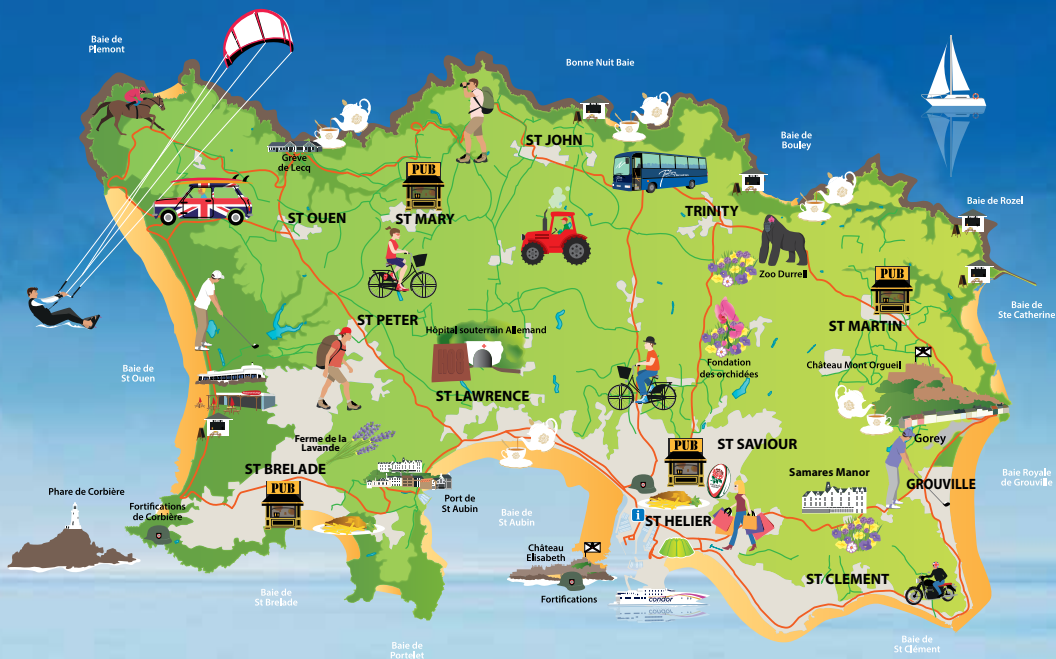 Baie de
Plemont
Bonne Nuit Baie
ST JOHN
Grève
de Lecq
PUB
Baie de
Bouley
ST OUEN
ST MARY
TRINITY
Baie de Rozel
Zoo Durrell
PUB
Baie de
Ste Catherine
ST PETER
ST MARTIN
Hôpital souterrain Allemand
Fondation
des orchidées
Château Mont Orgueil
Baie de
St Ouen
ST LAWRENCE
Ferme de la
Lavande
PUB
ST SAVIOUR
Gorey
ST BRELADE
Samares Manor
GROUVILLE
Baie Royale
de Grouville
PUB
Phare de Corbière
Fortifications
de Corbière
Port de
St Aubin
Baie de
St Aubin
i
ST HELIER
Château
Elisabeth
ST CLEMENT
Fortifications
condor
Baie de
St Brelade
Baie de
Portelet
Baie de
St Clément